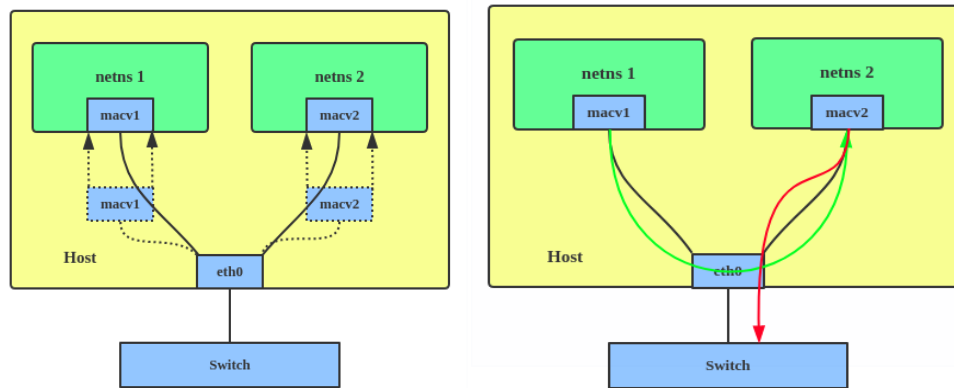 netns 1
netns 2
macv1
macv2
macv1
macv2
Host
eth0
Switch
netns 1
netns 2
macv1
macv2
Host
eth0
Switch